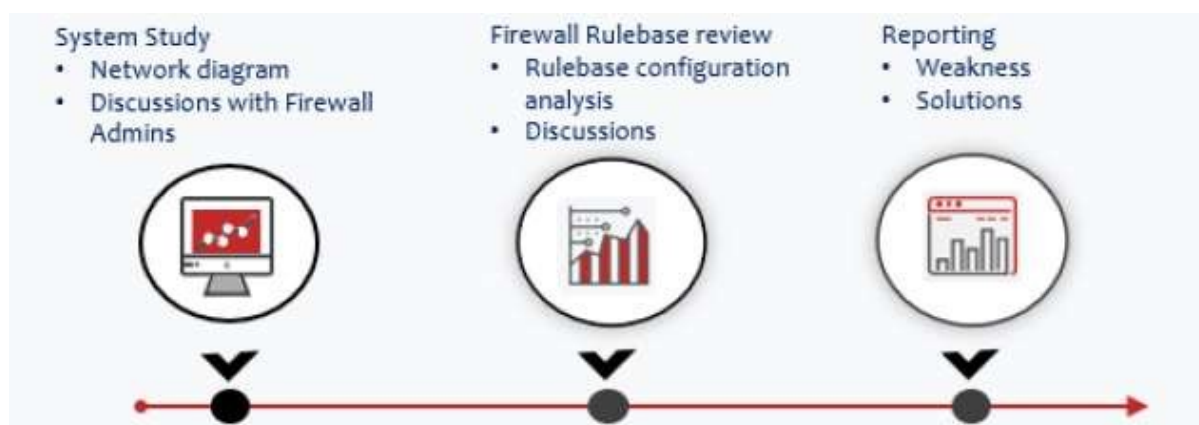 System Study
• Network diagram
• Discussions with Firewall
Admins
Firewall Rulebase review
• Rulebase configuration
analysis
• Discussions
Reporting
• Weakness
• Solutions